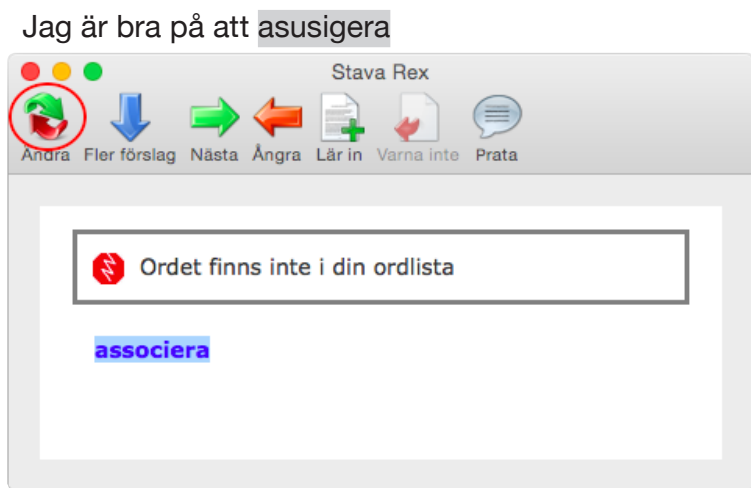 Jag är bra på att asusigera
Stava Rex
Ändra Fler förslag Nästa Ångra Lär in Varna inte Prata
Ordet finns inte i din ordlista
associera